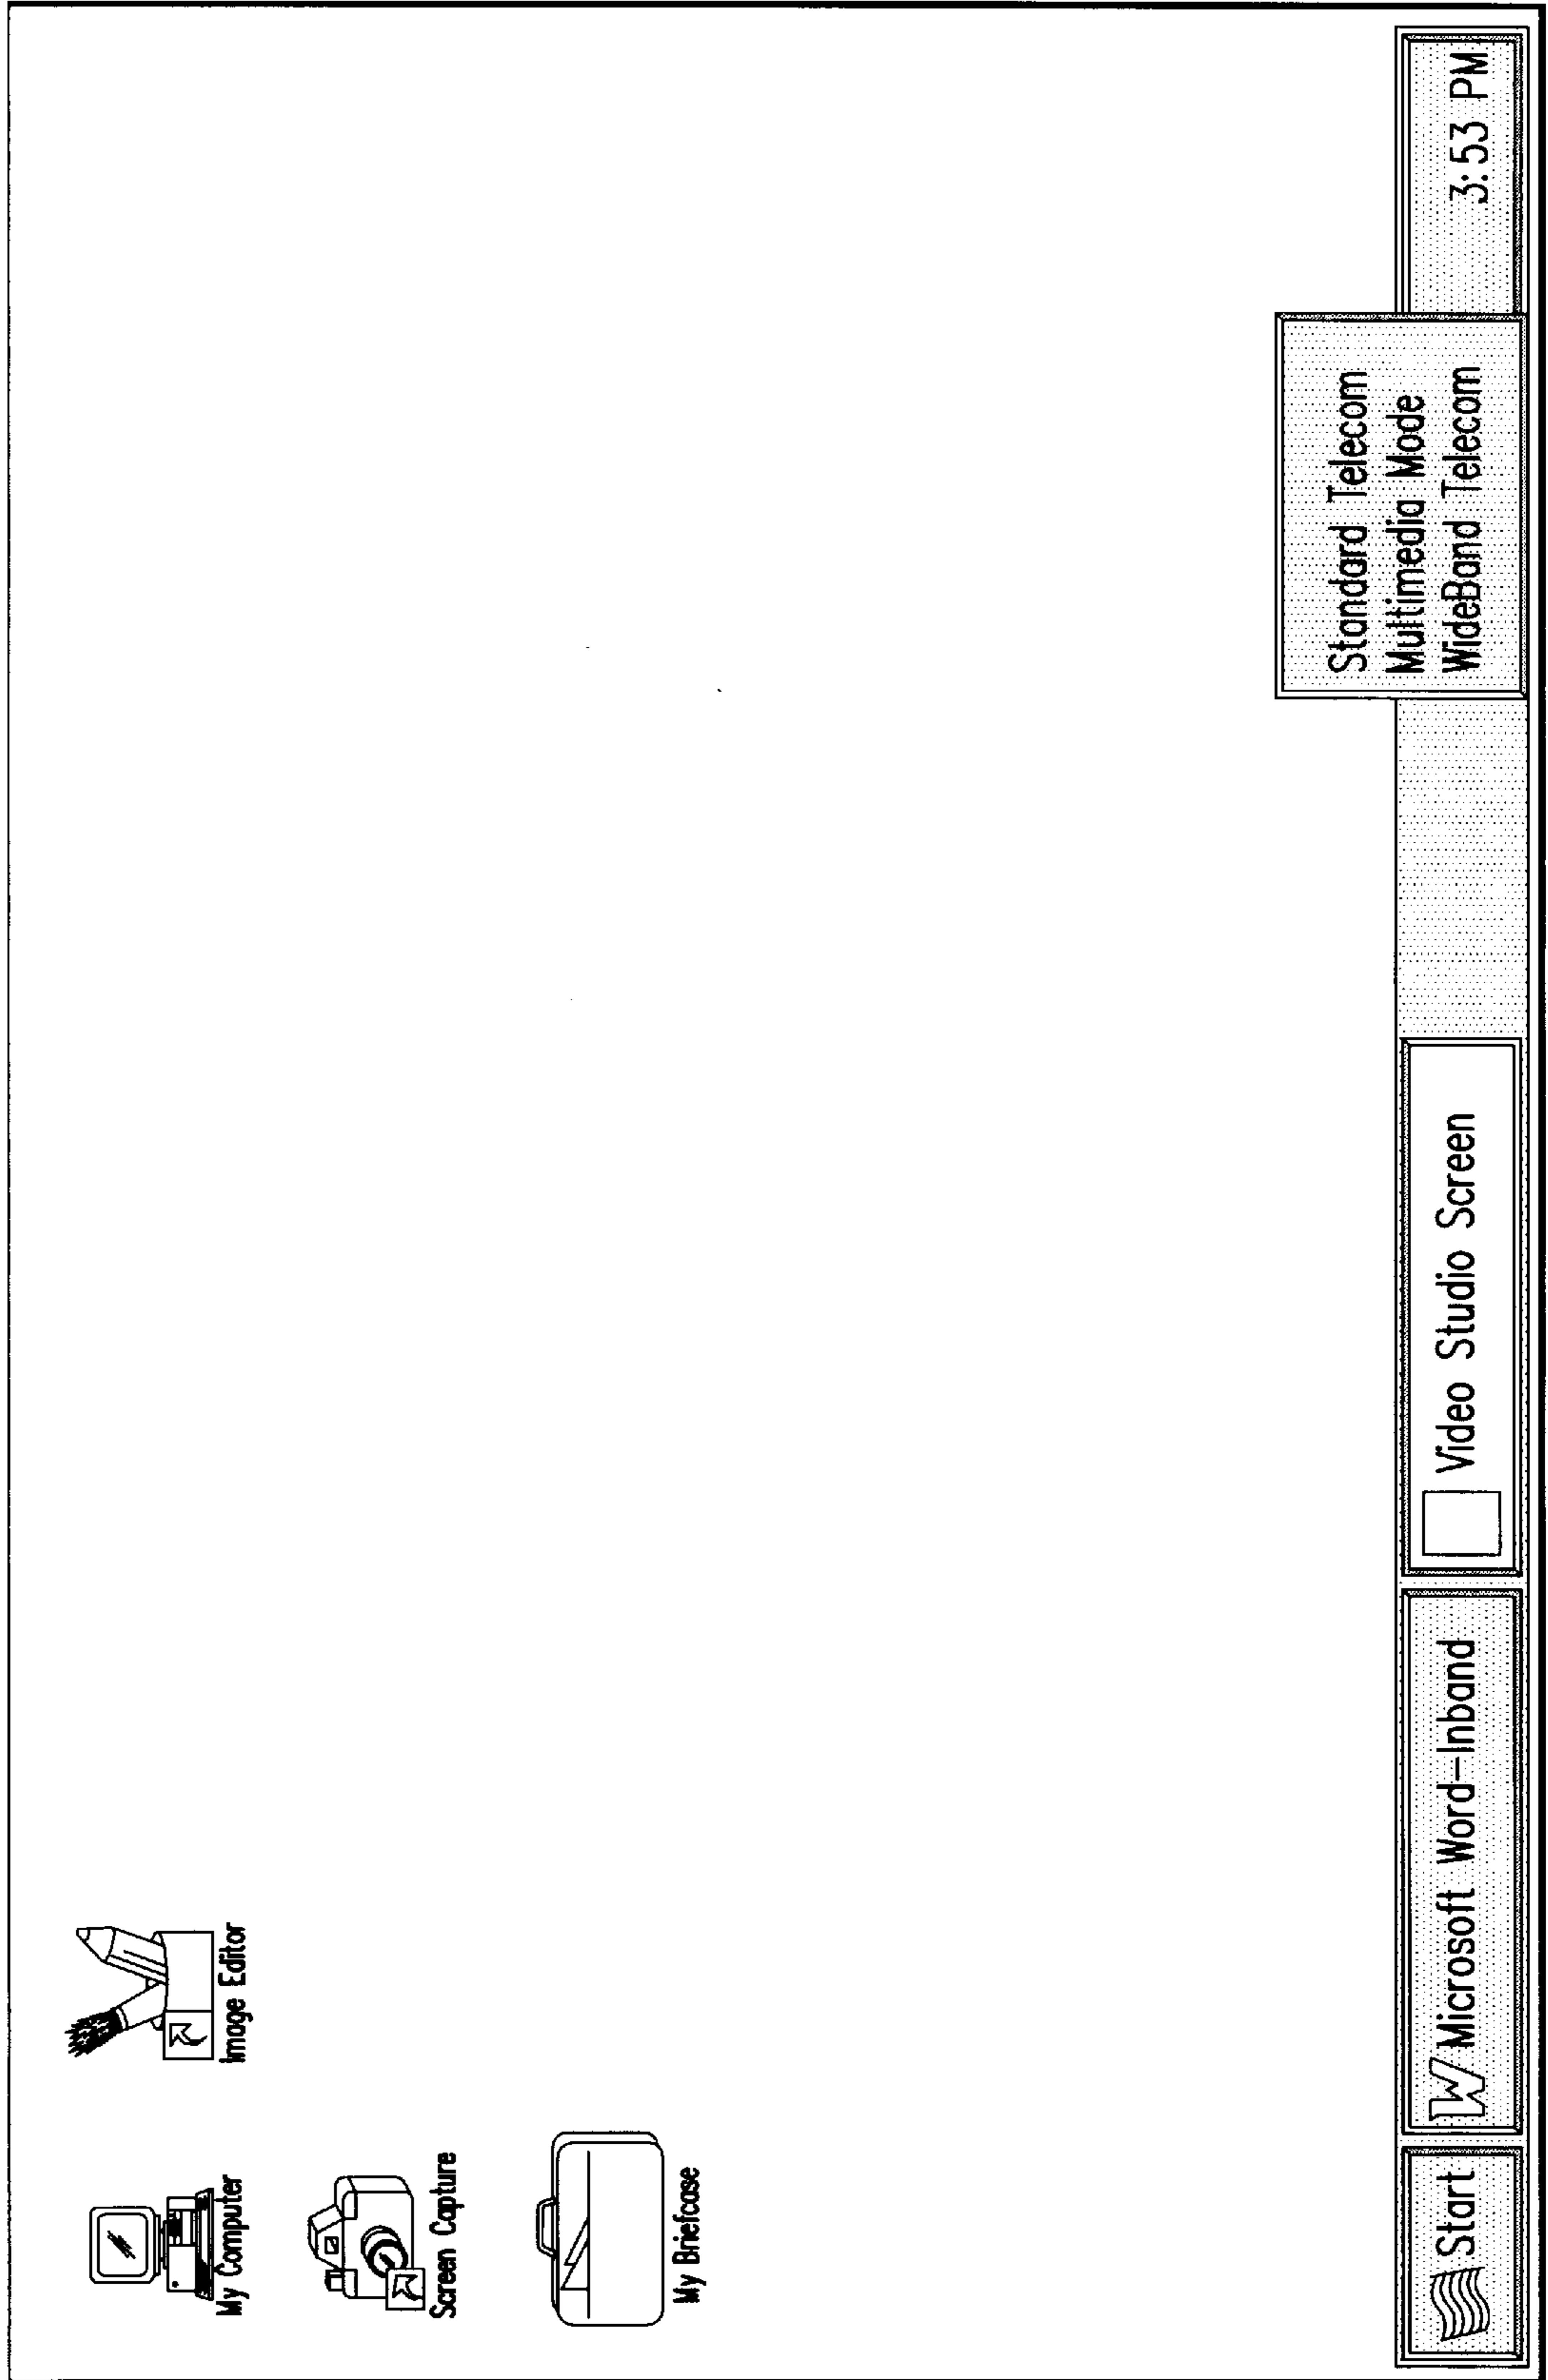 My Computer
Image Editor
Screen Capture
My Briefcase
Standard Telecom
Multimedia Mode
WideBand Telecom
Start
W Microsoft Word-Inband
Video Studio Screen
3:53 PM